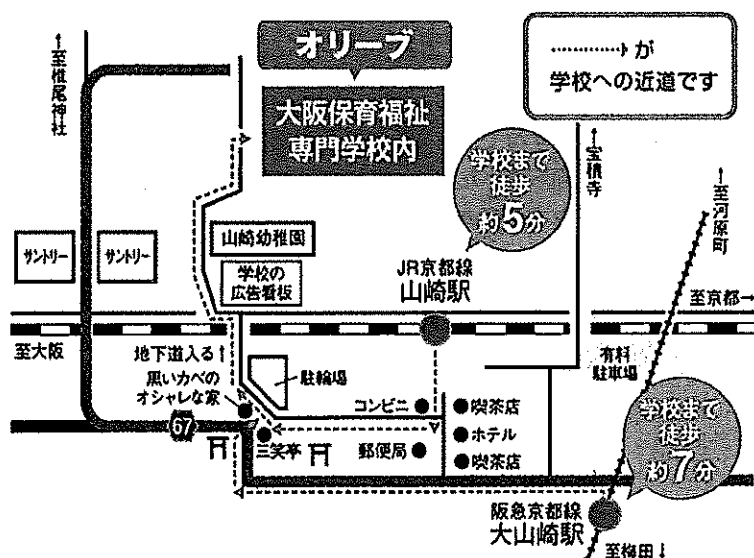 オリーブ
大阪保育福祉
専門学校内
が
学校への近道です
↑至椎尾神社
↑宝積寺
↑至河原町
学校まで
徒歩
約5分
サントリー
サントリー
山崎幼稚園
学校の
広告看板
JR京都線
山崎駅
至京都→
至大阪
地下道入る↑
黒いカベの
オシャレな家
駐輪場
有料
駐車場
コンビニ
喫茶店
67
三笑亭
郵便局
ホテル
喫茶店
学校まで
徒歩
約7分
阪急京都線
大山崎駅
至梅田↓